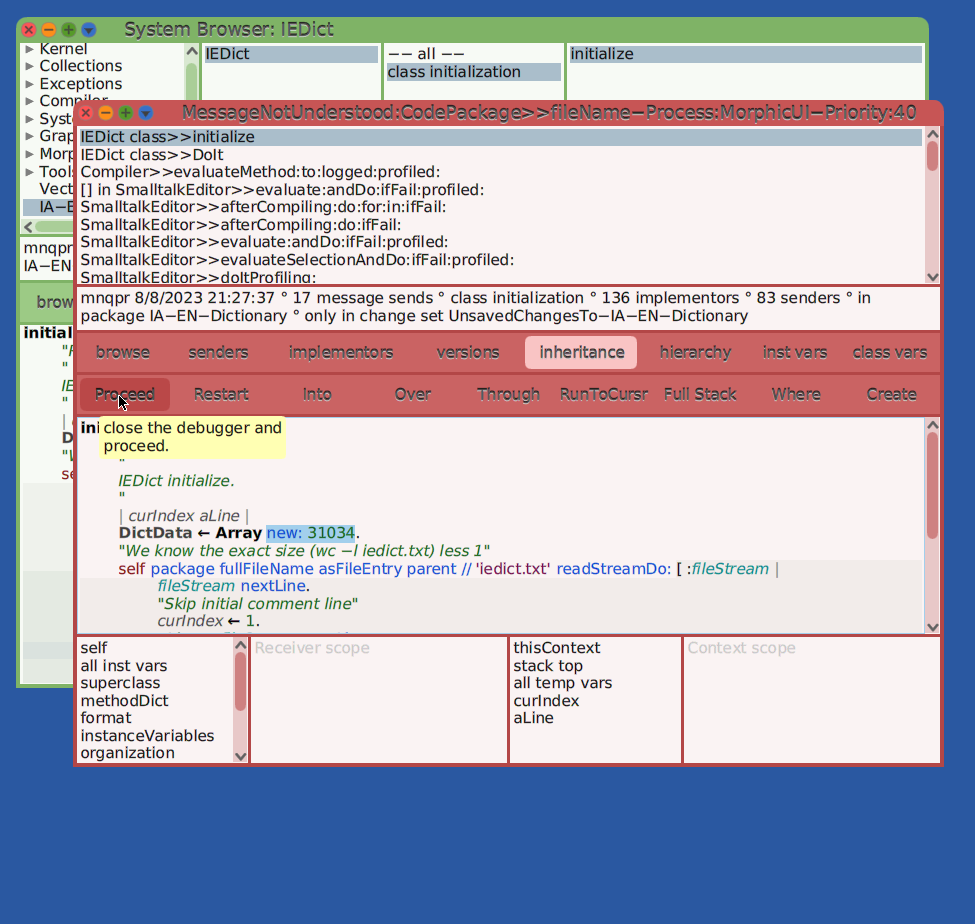 System Browser: IEDict
Kernel
Collections
Exceptions
IEDict
—— all ——
class initialization
initialize
IA−E
mnqpr
IA−EN
brow
initial
MessageNotUnderstood:CodePackage>>fileName−Process:MorphicUI−Priority:40
IEDict class>>initialize
IEDict class>>DoIt
Compiler>>evaluateMethod:to:logged:profiled:
[] in SmalltalkEditor>>evaluate:andDo:ifFail:profiled:
SmalltalkEditor>>afterCompiling:do:for:in:ifFail:
SmalltalkEditor>>afterCompiling:do:ifFail:
SmalltalkEditor>>evaluate:andDo:ifFail:profiled:
SmalltalkEditor>>evaluateSelectionAndDo:ifFail:profiled:
SmalltalkEditor>>doItProfiling:
mnqpr 8/8/2023 21:27:37 ° 17 message sends ° class initialization ° 136 implementors ° 83 senders ° in
package IA−EN−Dictionary ° only in change set UnsavedChangesTo−IA−EN−Dictionary
browse senders implementors versions inheritance hierarchy inst vars class vars
Proceed Restart Into Over Through RunToCursr Full Stack Where Create
ini
close the debugger and
proceed.
"
IEDict initialize.
"
| curIndex aLine |
DictData ← Array new: 31034.
"We know the exact size (wc −l iedict.txt) less 1"
self package fullFileName asFileEntry parent // 'iedict.txt' readStreamDo: [ :fileStream |
fileStream nextLine.
"Skip initial comment line"
curIndex ← 1.
self
all inst vars
superclass
methodDict
format
instanceVariables
organization
Receiver scope
thisContext
stack top
all temp vars
curIndex
aLine
Context scope